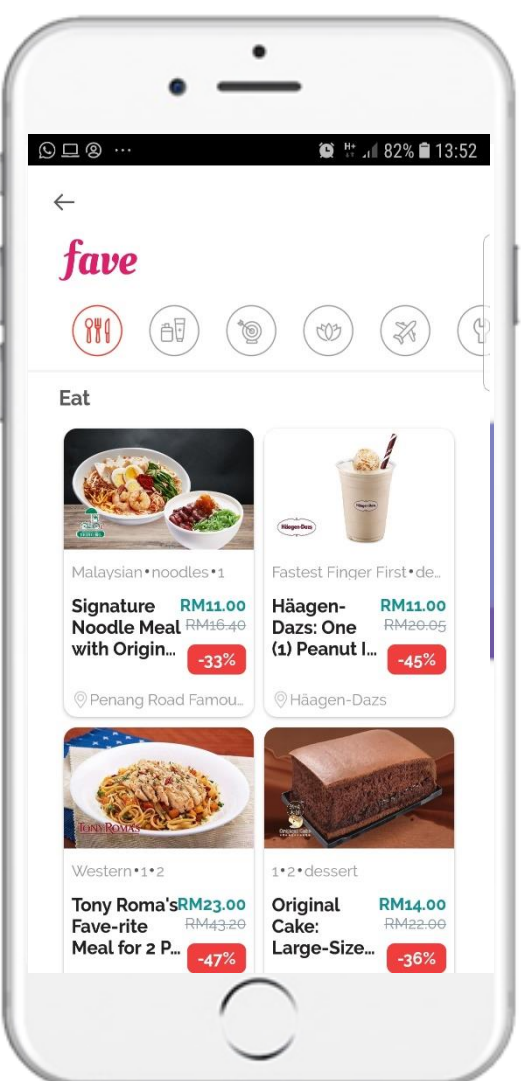 82% 13:52
fave
Eat
Malaysian•noodles•1
Signature Noodle Meal with Origin...
RM11.00
RM16.40
-33%
Penang Road Famou...
Häagen-Dazs
Fastest Finger First•de...
Häagen-Dazs: One (1) Peanut I...
RM11.00
RM20.05
-45%
Häagen-Dazs
TONY ROMA'S
Western•1•2
Tony Roma's Fave-rite Meal for 2 P...
RM23.00
RM43.20
-47%
Original Cake
1•2•dessert
Original Cake: Large-Size...
RM14.00
RM22.00
-36%